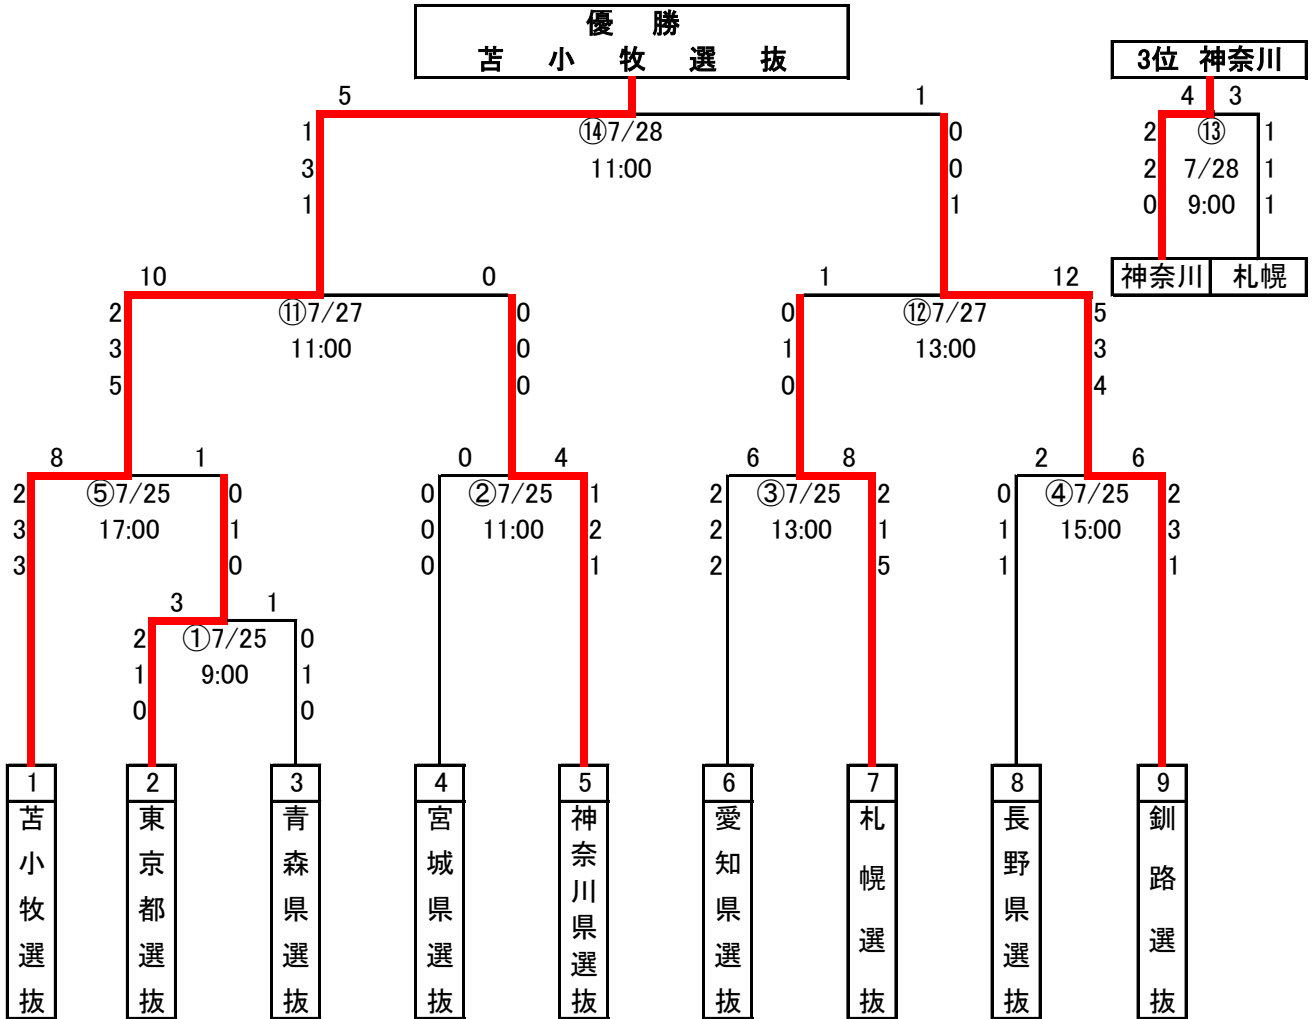 優 勝
苫 小 牧 選 抜
3位 神奈川
5 1
4 3
1 ⑭7/28 0
3 11:00 0
1 1
2 ⑬ 1
2 7/28 1
0 9:00 1
神奈川 札幌
10 0
1 12
2 ⑪7/27 0
3 11:00 0
5 0
0 ⑫7/27 5
1 13:00 3
0 4
8 1
0 4
6 8
2 6
2 ⑤7/25 0
3 17:00 1
3 0
0 ②7/25 1
0 11:00 2
0 1
2 ③7/25 2
2 13:00 1
2 5
0 ④7/25 2
1 15:00 3
1 1
3 1
2 ①7/25 0
1 9:00 1
0 0
1
苫小牧選抜
2
東京都選抜
3
青森県選抜
4
宮城県選抜
5
神奈川県選抜
6
愛知県選抜
7
札幌選抜
8
長野県選抜
9
釧路選抜